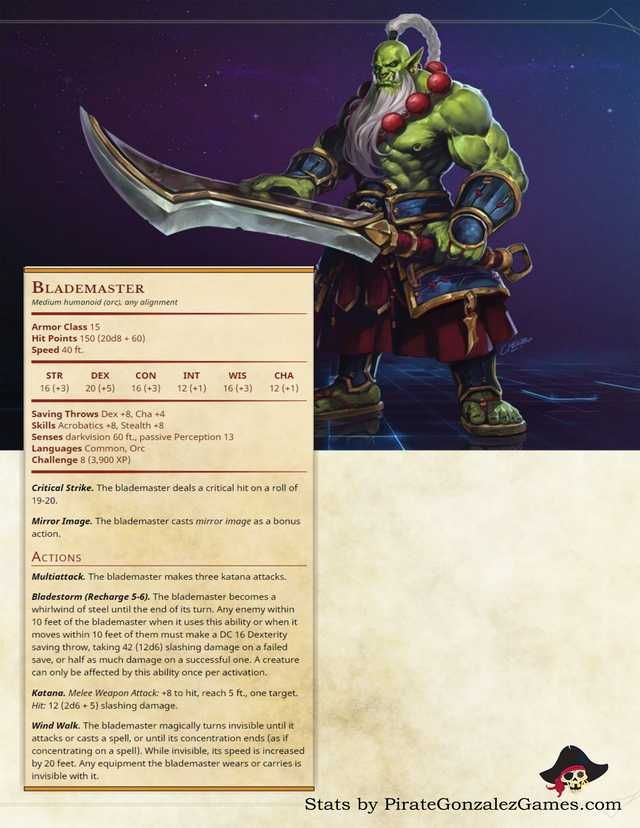 Blademaster
Medium humanoid (orc), any alignment
Armor Class 15
Hit Points 150 (20d8 + 60)
Speed 40 ft.
STR DEX CON INT WIS CHA
16 (+3) 20 (+5) 16 (+3) 12 (+1) 16 (+3) 12 (+1)
Saving Throws Dex +8, Cha +4
Skills Acrobatics +8, Stealth +8
Senses darkvision 60 ft., passive Perception 13
Languages Common, Orc
Challenge 8 (3,900 XP)
Critical Strike. The blademaster deals a critical hit on a roll of
19-20.
Mirror Image. The blademaster casts mirror image as a bonus
action.
Actions
Multiattack. The blademaster makes three katana attacks.
Bladestorm (Recharge 5-6). The blademaster becomes a
whirlwind of steel until the end of its turn. Any enemy within
10 feet of the blademaster when it uses this ability or when it
moves within 10 feet of them must make a DC 16 Dexterity
saving throw, taking 42 (12d6) slashing damage on a failed
save, or half as much damage on a successful one. A creature
can only be affected by this ability once per activation.
Katana. Melee Weapon Attack: +8 to hit, reach 5 ft., one target.
Hit: 12 (2d6 + 5) slashing damage.
Wind Walk. The blademaster magically turns invisible until it
attacks or casts a spell, or until its concentration ends (as if
concentrating on a spell). While invisible, its speed is increased
by 20 feet. Any equipment the blademaster wears or carries is
invisible with it.
Stats by PirateGonzalezGames.com